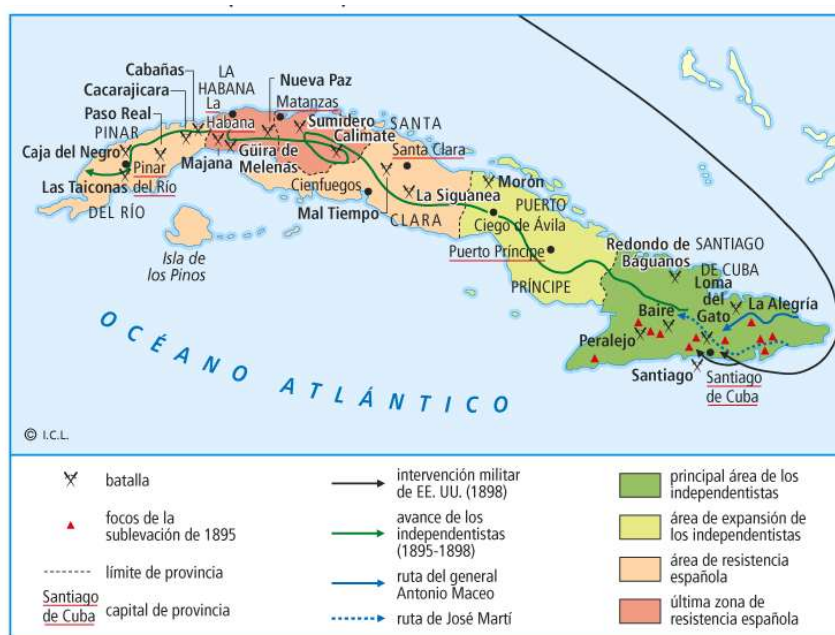 Cabañas
Cacarajicara
Paso Real
PINAR
Caja del Negro
Pinar
del Río
Las Taiconas
DEL RÍO
Isla de
los Pinos
LA
HABANA
La
Habana
Majana
Güira de
Melenás
Nueva Paz
Matanzas
Sumidero
Calimate
SANTA
Santa Clara
Cienfuegos
La Siguanea
Mal Tiempo
CLARA
Morón
PUERTO
Ciego de Ávila
Puerto Príncipe
PRÍNCIPE
Redondo de
Baguanos
SANTIAGO
DE CUBA
Loma
del
Gato
La Alegría
Baire
Peralejo
Santiago
Santiago
de Cuba
OCÉANO ATLÁNTICO
© I.C.L.
batalla
focos de la
sublevación de 1895
límite de provincia
Santiago
de Cuba
capital de provincia
intervención militar
de EE. UU. (1898)
avance de los
independentistas
(1895-1898)
ruta del general
Antonio Maceo
ruta de José Martí
principal área de los
independentistas
área de expansión de
los independentistas
área de resistencia
española
última zona de
resistencia española